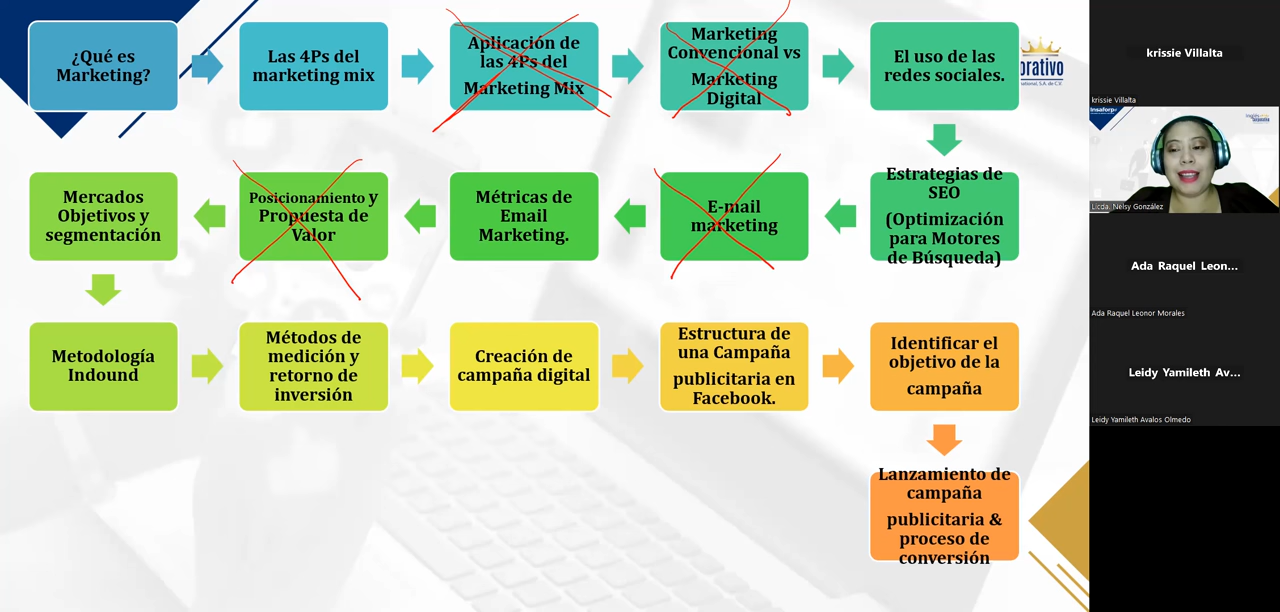 ¿Qué es
Marketing?
Las 4Ps del
marketing mix
Aplicación de
las 4Ps del
Marketing Mix
Marketing
Convencional vs
Marketing
Digital
El uso de las
redes sociales.
orativo
Mercados
Objetivos y
segmentación
Posicionamiento y
Propuesta de
Valor
Métricas de
Email
Marketing.
E-mail
marketing
Estrategias de
SEO
(Optimización
para Motores
de Búsqueda)
Metodología
Indound
Métodos de
medición y
retorno de
inversión
Creación de
campaña digital
Estructura de
una Campaña
publicitaria en
Facebook.
Identificar el
objetivo de la
campaña
Lanzamiento de
campaña
publicitaria &
proceso de
conversión
krissie Villalta
krissie Villalta
Insaforp
Licda. Nelsy González
Ada Raquel Leon...
Ada Raquel Leonor Morales
Leidy Yamileth Av...
Leidy Yamileth Avalos Olmedo